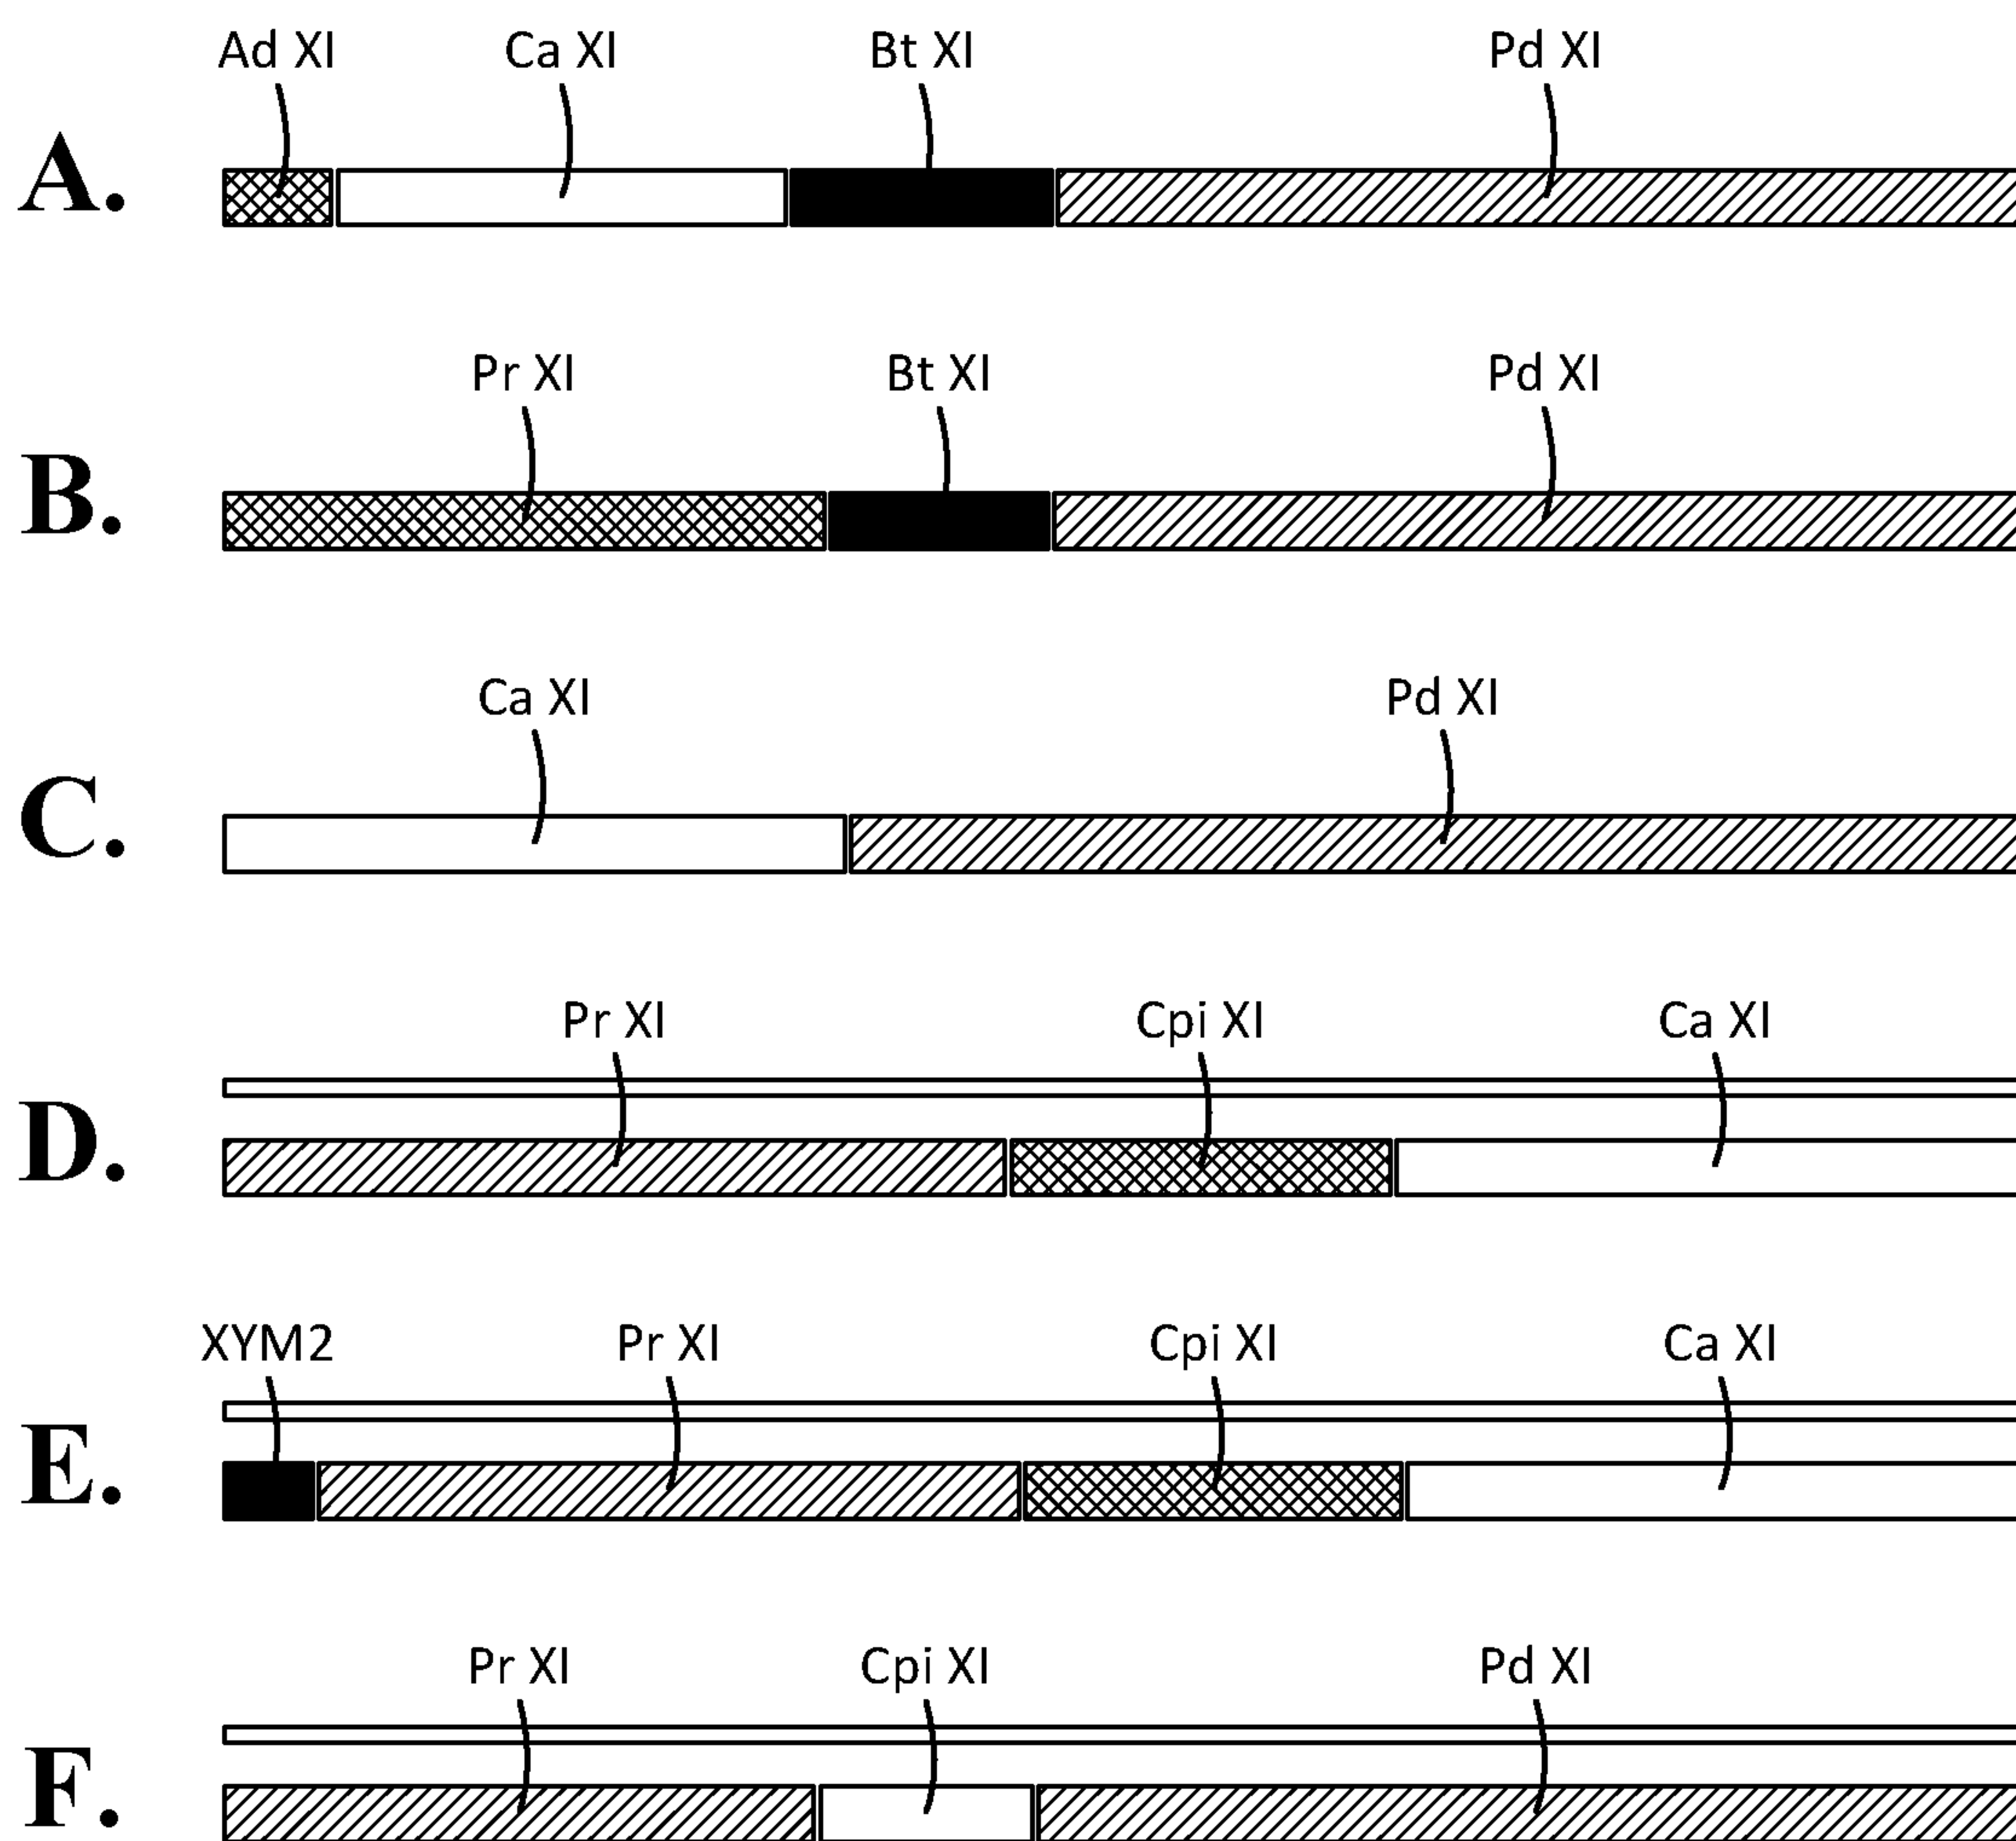 Ad XI Ca XI Bt XI Pd XI
A.
Pr XI Bt XI Pd XI
B.
Ca XI Pd XI
C.
Pr XI Cpi XI Ca XI
D.
XYM2 Pr XI Cpi XI Ca XI
E.
Pr XI Cpi XI Pd XI
F.